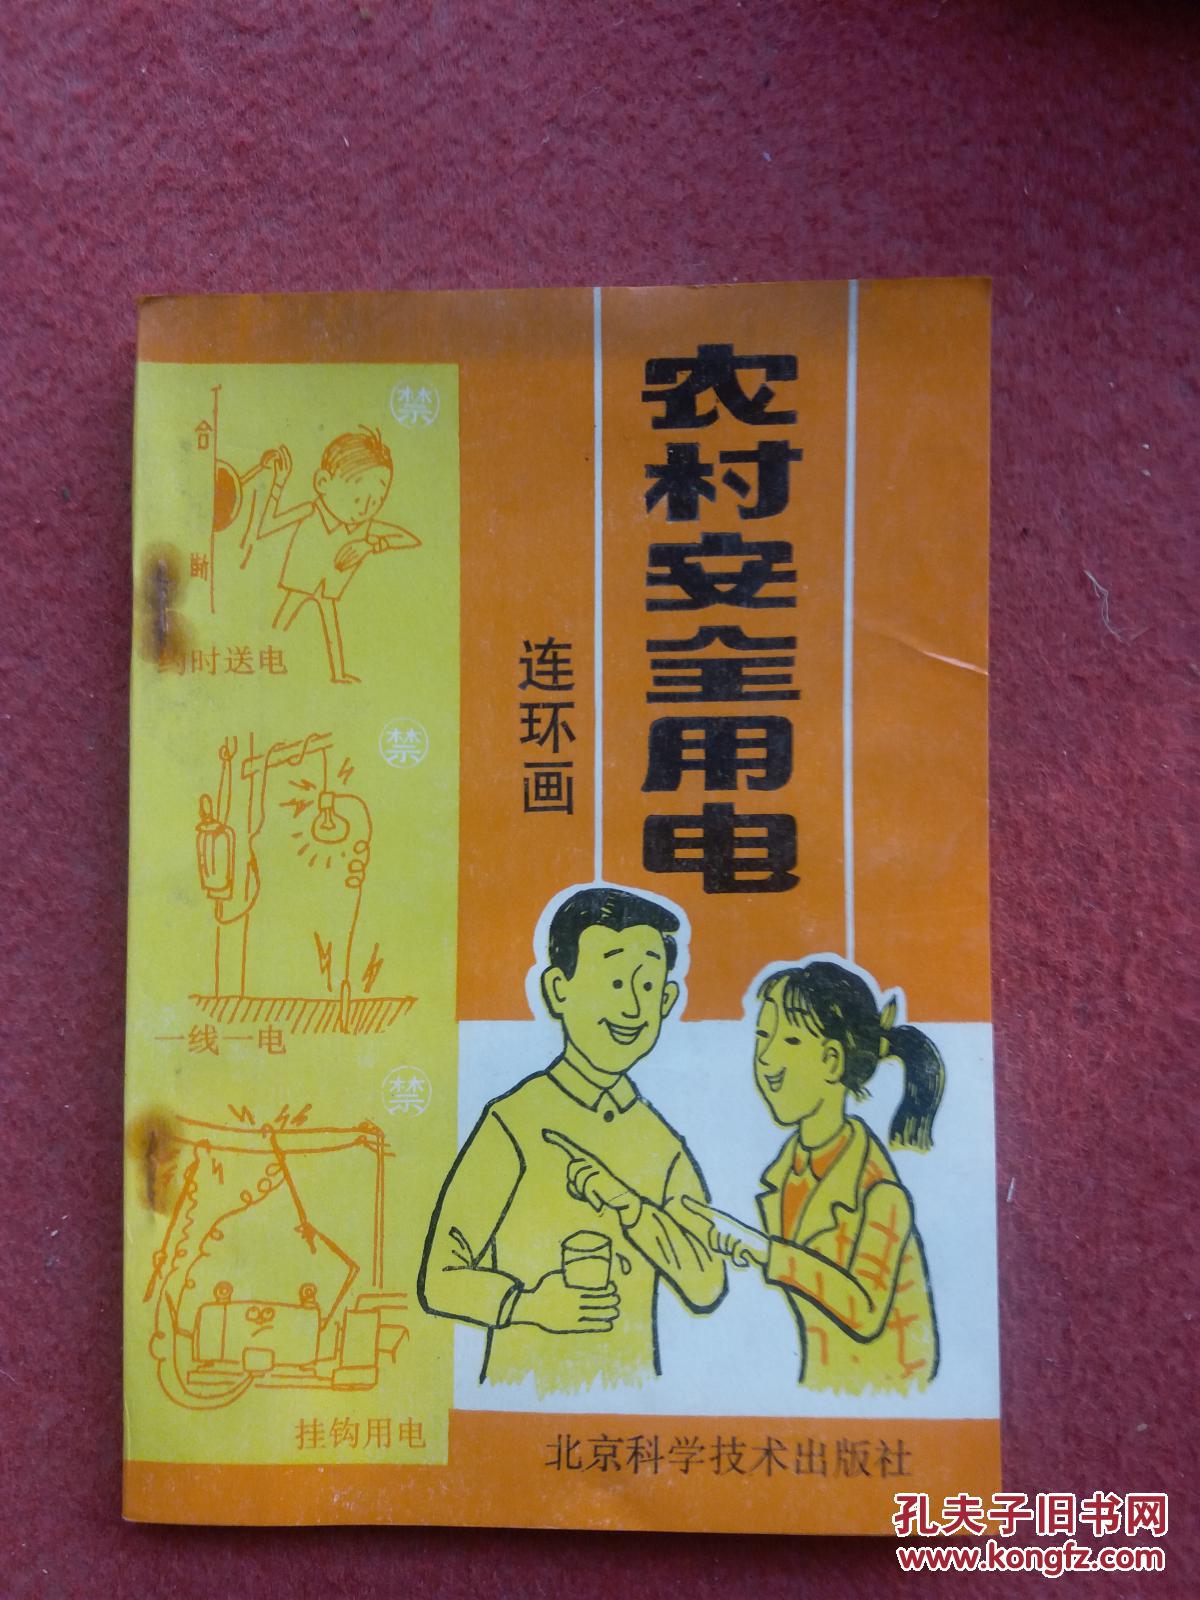 农村安全用电
连环画
禁
合
断
约时送电
禁
一线一电
禁
挂钩用电
北京科学技术出版社
孔夫子旧书网
www.kongfz.com